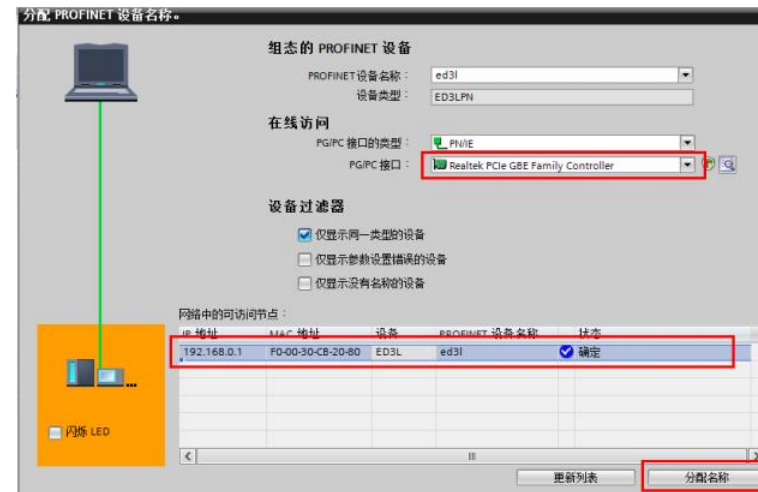 分配 PROFINET 设备名称。
组态的 PROFINET 设备
PROFINET设备名称： ed3l
设备类型： ED3LPN
在线访问
PG/PC 接口的类型： PN/IE
PG/PC 接口： Realtek PCIe GBE Family Controller
设备过滤器
仅显示同一类型的设备
仅显示参数设置错误的设备
仅显示没有名称的设备
网络中的可访问节点：
IP 地址 MAC 地址 设备 PROFINET 设备名称 状态
192.168.0.1 F0-00-30-CB-20-80 ED3L ed3l 确定
...
闪烁 LED
更新列表 分配名称